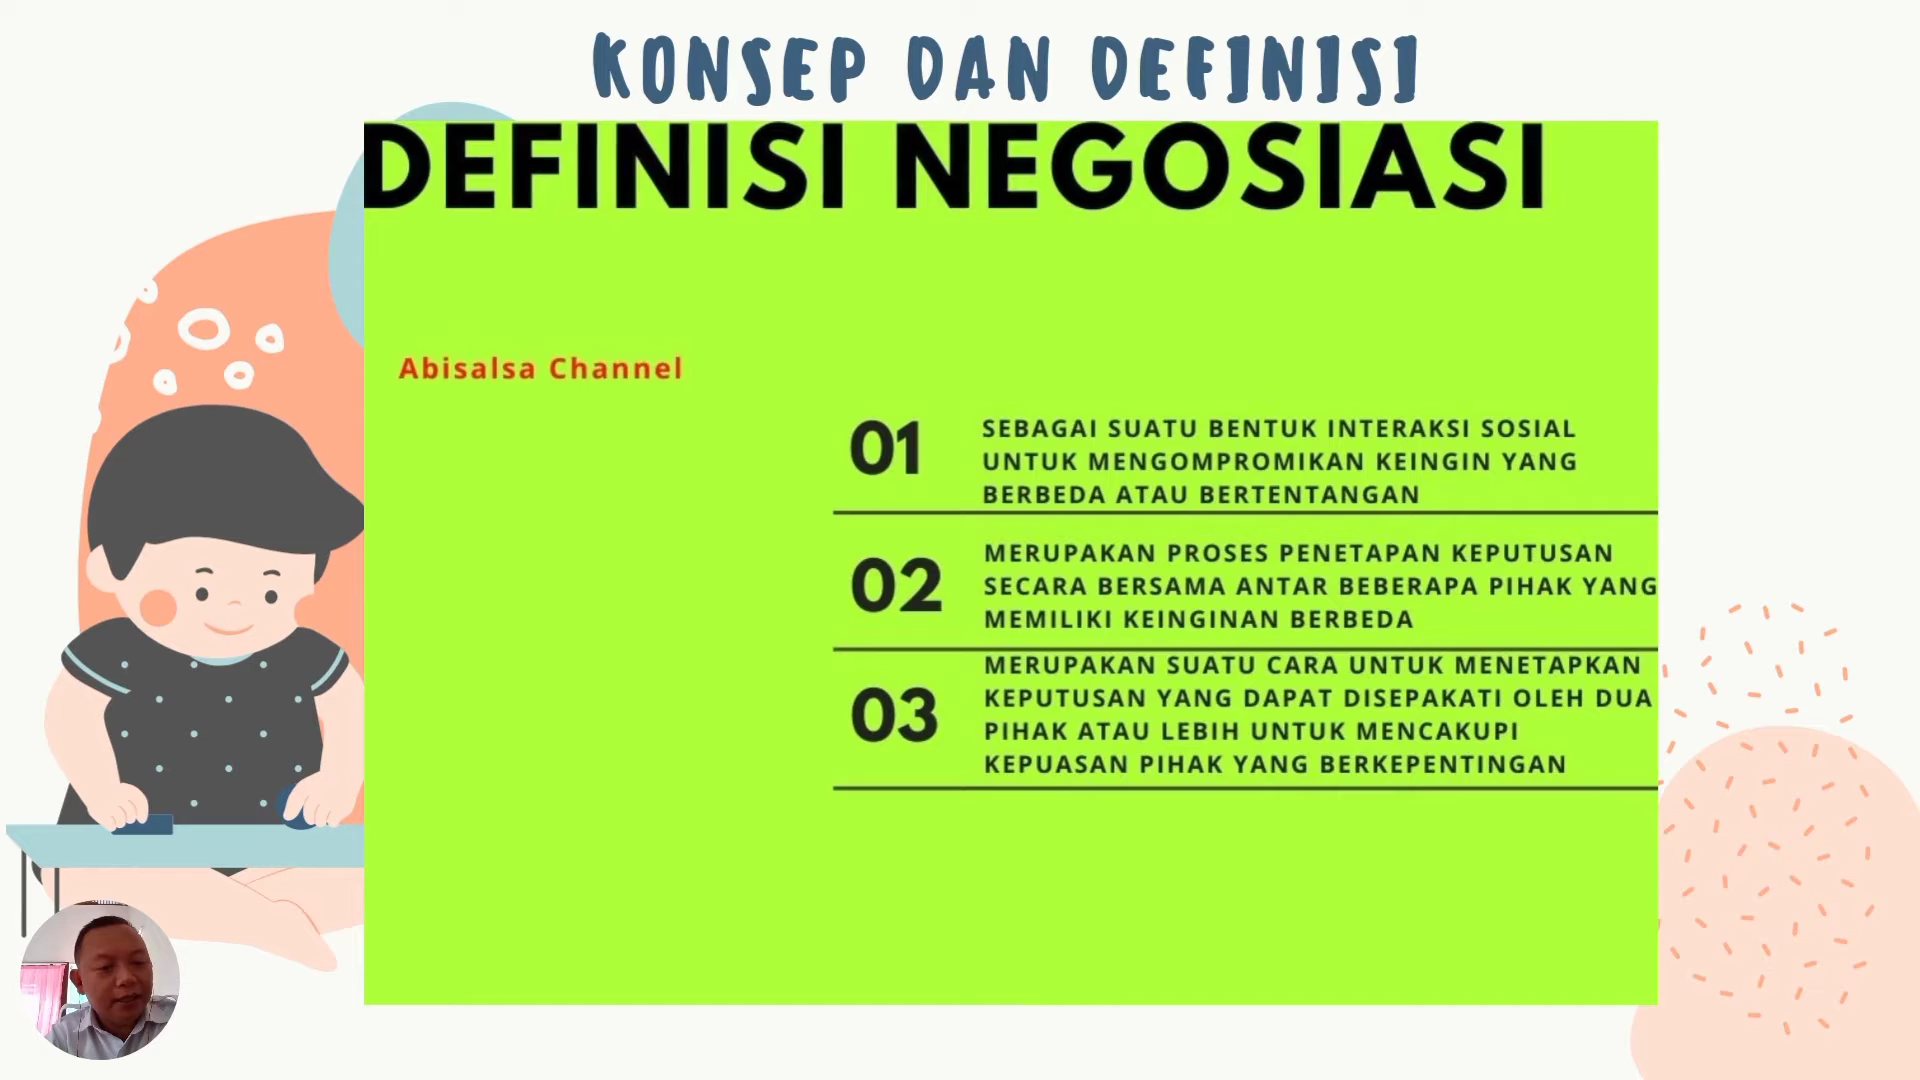 KONSEP DAN DEFINISI
DEFINISI NEGOSIASI
Abisalsa Channel
01
SEBAGAI SUATU BENTUK INTERAKSI SOSIAL
UNTUK MENGOMPROMIKAN KEINGIN YANG
BERBEDA ATAU BERTENTANGAN
02
MERUPAKAN PROSES PENETAPAN KEPUTUSAN
SECARA BERSAMA ANTAR BEBERAPA PIHAK YANG
MEMILIKI KEINGINAN BERBEDA
03
MERUPAKAN SUATU CARA UNTUK MENETAPKAN
KEPUTUSAN YANG DAPAT DISEPAKATI OLEH DUA
PIHAK ATAU LEBIH UNTUK MENCAKUPI
KEPUASAN PIHAK YANG BERKEPENTINGAN